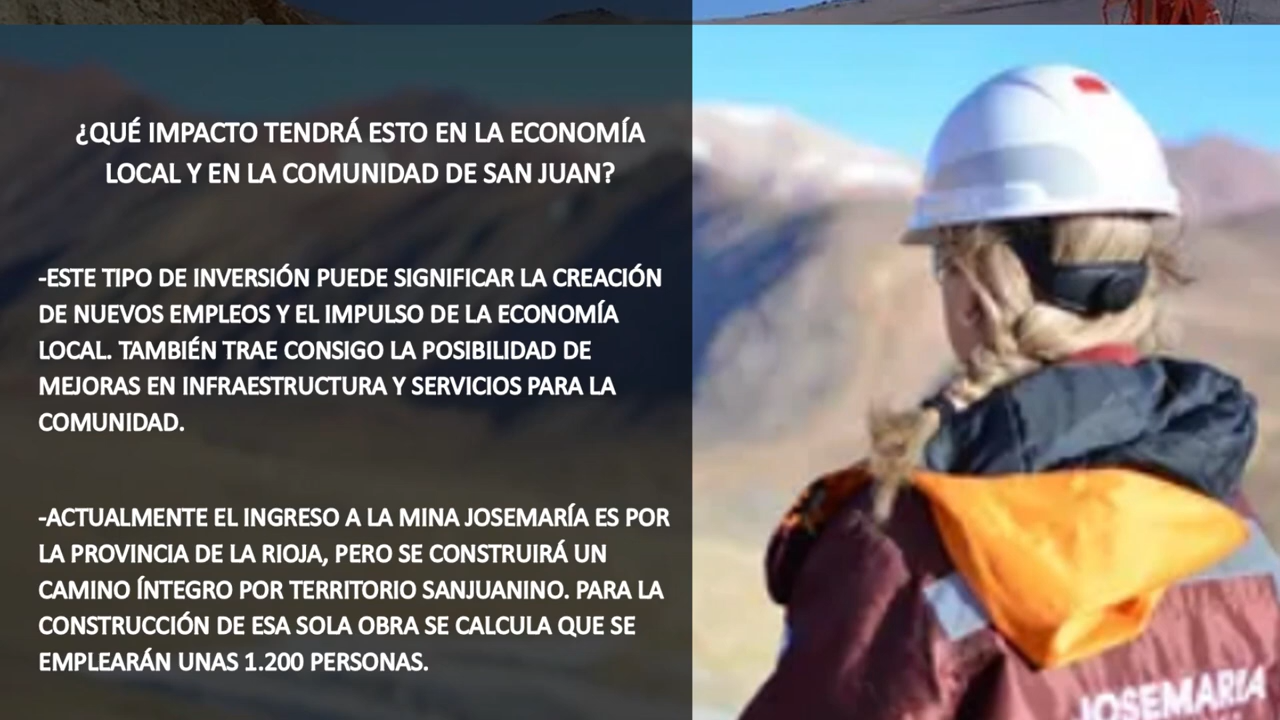 ¿QUÉ IMPACTO TENDRÁ ESTO EN LA ECONOMÍA
LOCAL Y EN LA COMUNIDAD DE SAN JUAN?
-ESTE TIPO DE INVERSIÓN PUEDE SIGNIFICAR LA CREACIÓN
DE NUEVOS EMPLEOS Y EL IMPULSO DE LA ECONOMÍA
LOCAL. TAMBIÉN TRAE CONSIGO LA POSIBILIDAD DE
MEJORAS EN INFRAESTRUCTURA Y SERVICIOS PARA LA
COMUNIDAD.
-ACTUALMENTE EL INGRESO A LA MINA JOSEMARÍA ES POR
LA PROVINCIA DE LA RIOJA, PERO SE CONSTRUIRÁ UN
CAMINO ÍNTEGRO POR TERRITORIO SANJUANINO. PARA LA
CONSTRUCCIÓN DE ESA SOLA OBRA SE CALCULA QUE SE
EMPLEARÁN UNAS 1.200 PERSONAS.
JOSEMARIA